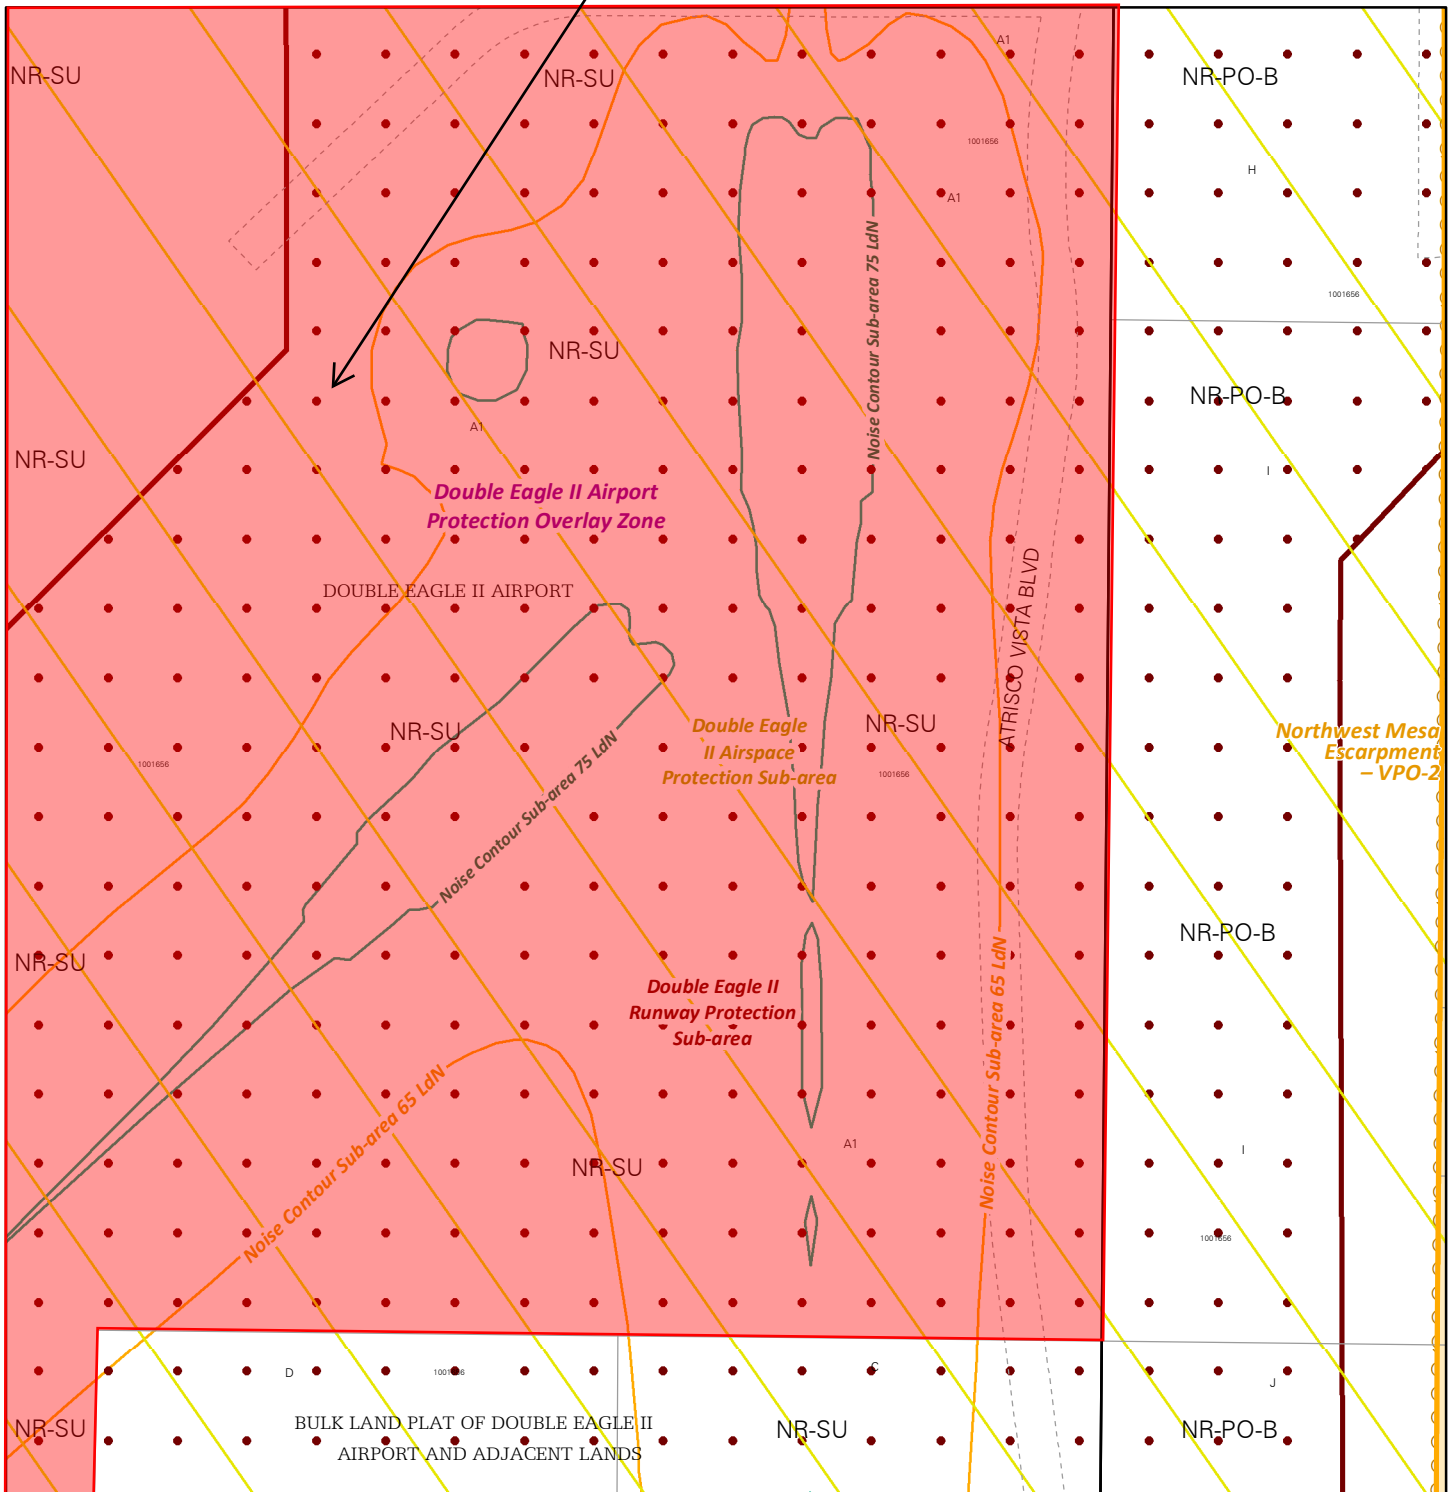 NR-SU
NR-SU
NR-PO-B
A1
1001656
H
A1
Noise Contour Sub-area 75 LdN
1001656
NR-SU
NR-PO-B
A1
NR-SU
I
Double Eagle II Airport
Protection Overlay Zone
DOUBLE EAGLE II AIRPORT
ATRISCO VISTA BLVD
NR-SU
NR-SU
Double Eagle
II Airspace
Protection Sub-area
Northwest Mesa
Escarpment
– VPO-2
1001656
1001656
Noise Contour Sub-area 75 LdN
NR-PO-B
NR-SU
Double Eagle II
Runway Protection
Sub-area
Noise Contour Sub-area 65 LdN
Noise Contour Sub-area 65 LdN
A1
I
NR-SU
1001656
D
1001656
C
J
NR-SU
BULK LAND PLAT OF DOUBLE EAGLE II
AIRPORT AND ADJACENT LANDS
NR-SU
NR-PO-B